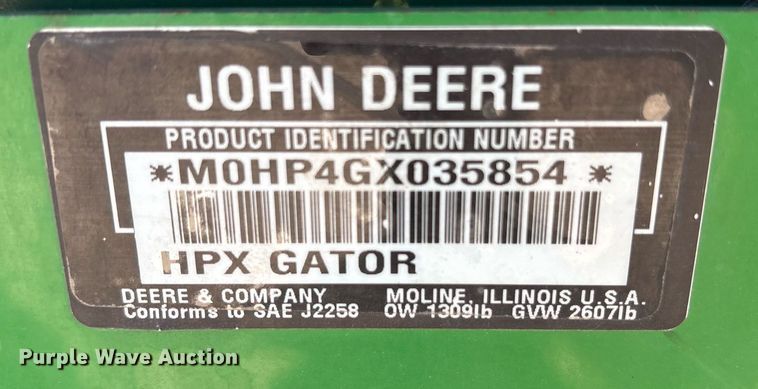 JOHN DEERE
PRODUCT IDENTIFICATION NUMBER
*M0HP4GX035854*
HPX GATOR
DEERE & COMPANY MOLINE, ILLINOIS U.S.A.
Conforms to SAE J2258 OW 1309lb GVW 2607lb
Purple Wave Auction